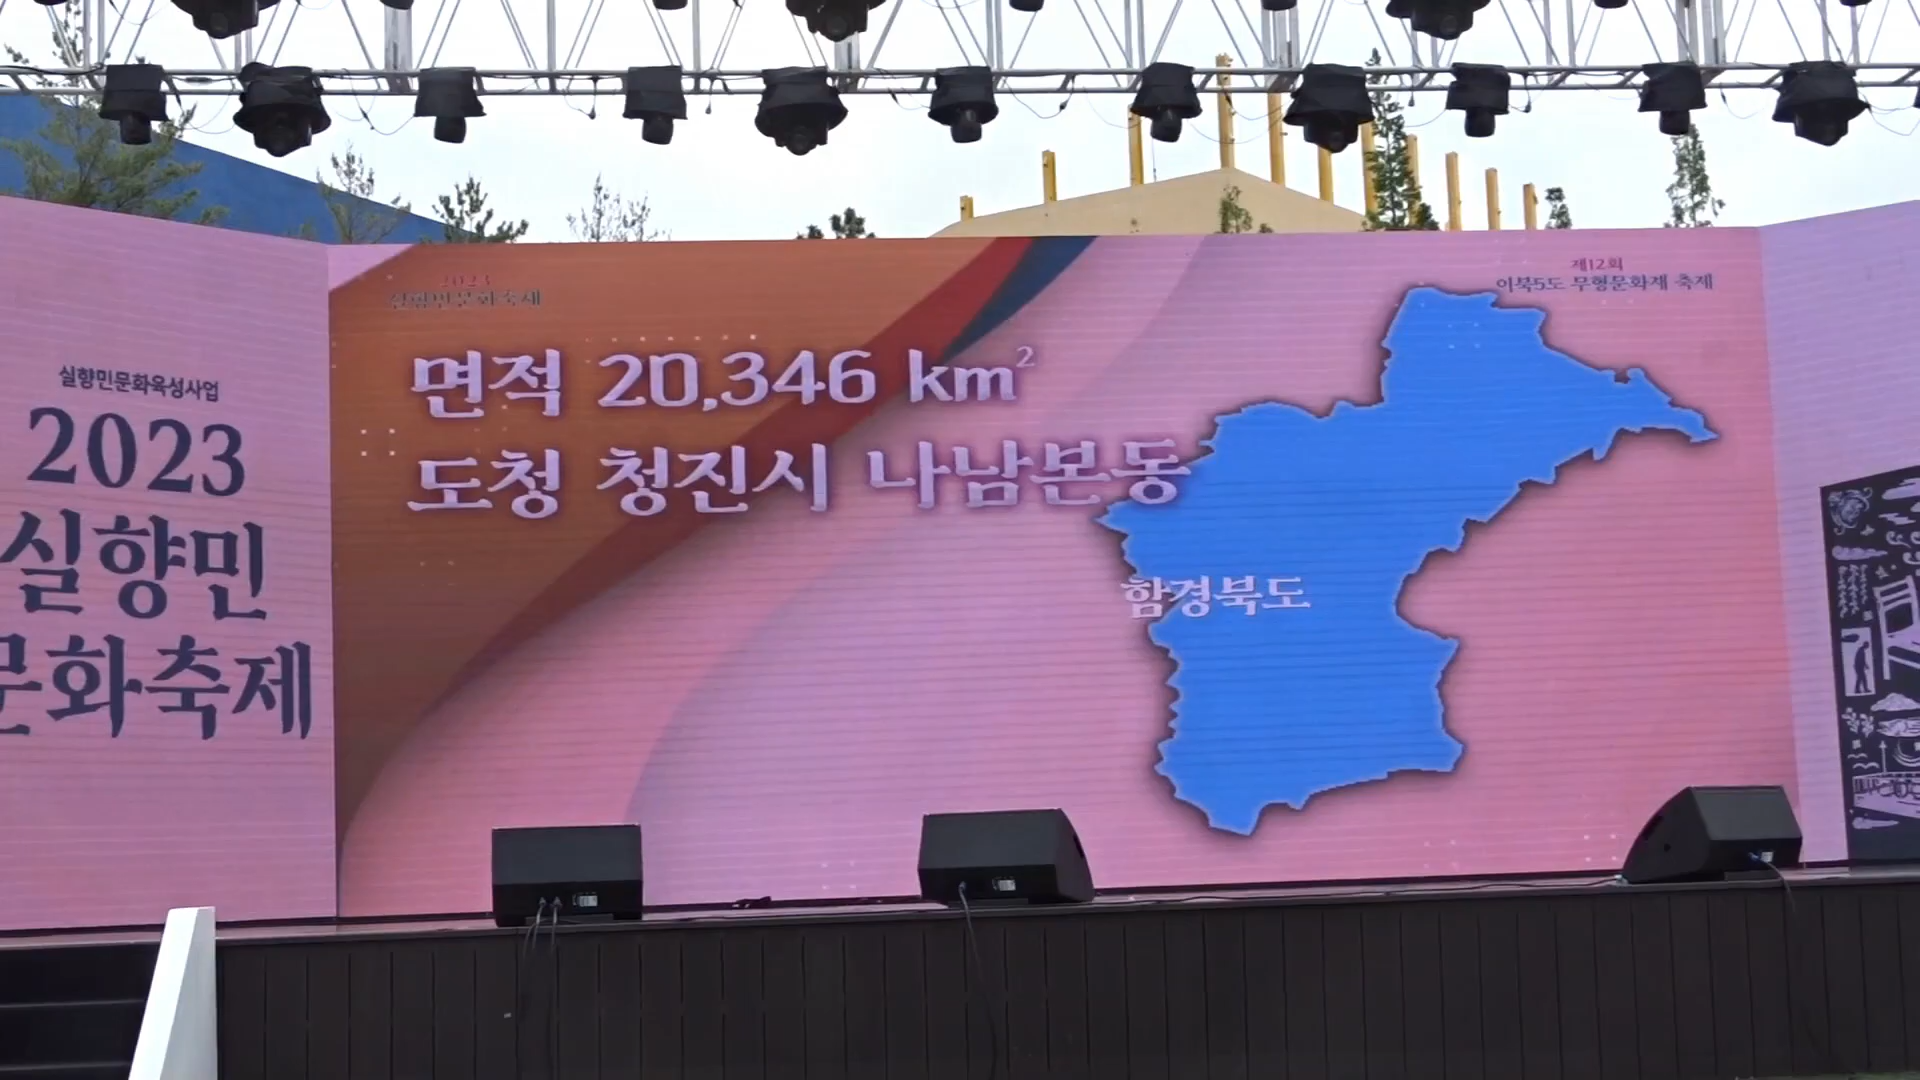 실향민문화육성사업
2023
실향민
문화축제
2023
실향민문화축제
제12회
이북5도 무형문화재 축제
면적 20,346 km²
도청 청진시 나남본동
함경북도